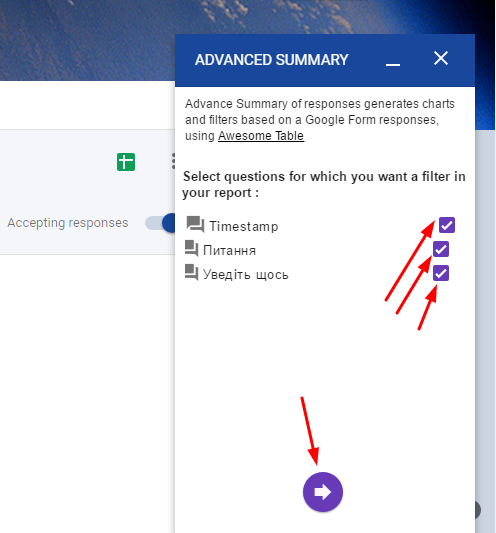 ADVANCED SUMMARY
Advance Summary of responses generates charts
and filters based on a Google Form responses,
using Awesome Table
Select questions for which you want a filter in
your report :
Accepting responses
Timestamp
Питання
Уведіть щось